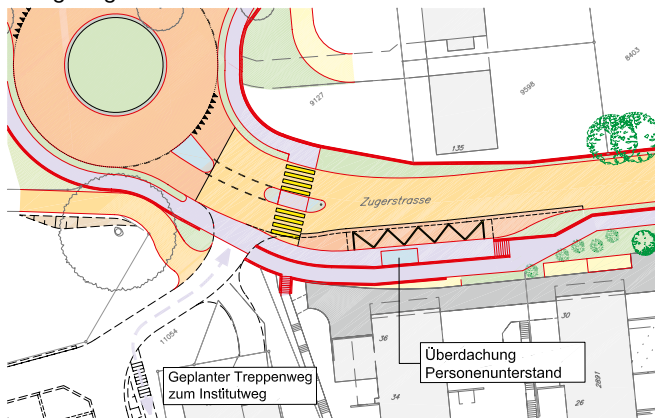 8403
9598
9127
135
Zugerstrasse
11054
36
34
30
2891
26
Überdachung
Personenunterstand
Geplanter Treppenweg
zum Institutweg